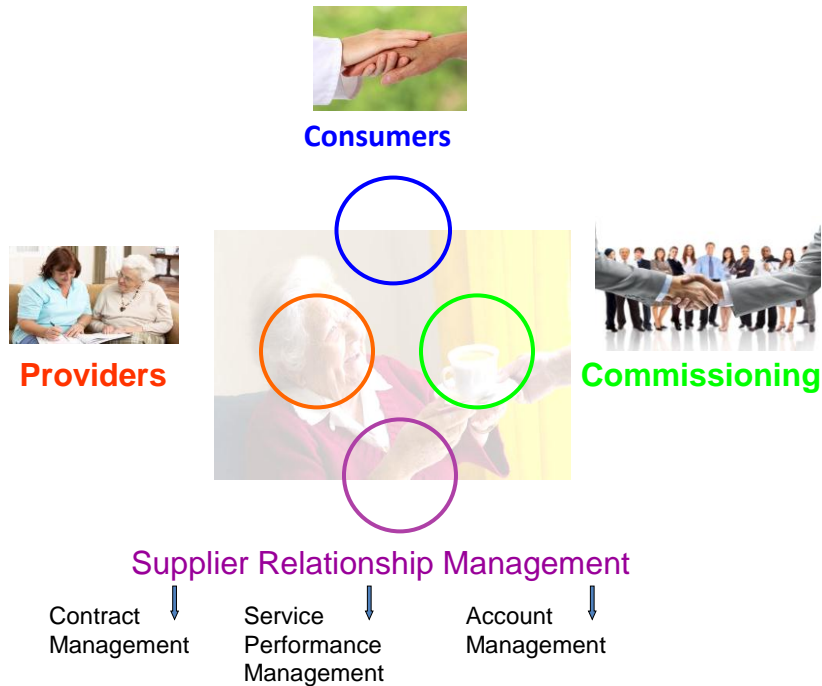 Consumers
Providers
Commissioning
Supplier Relationship Management
Contract
Management
Service
Performance
Management
Account
Management